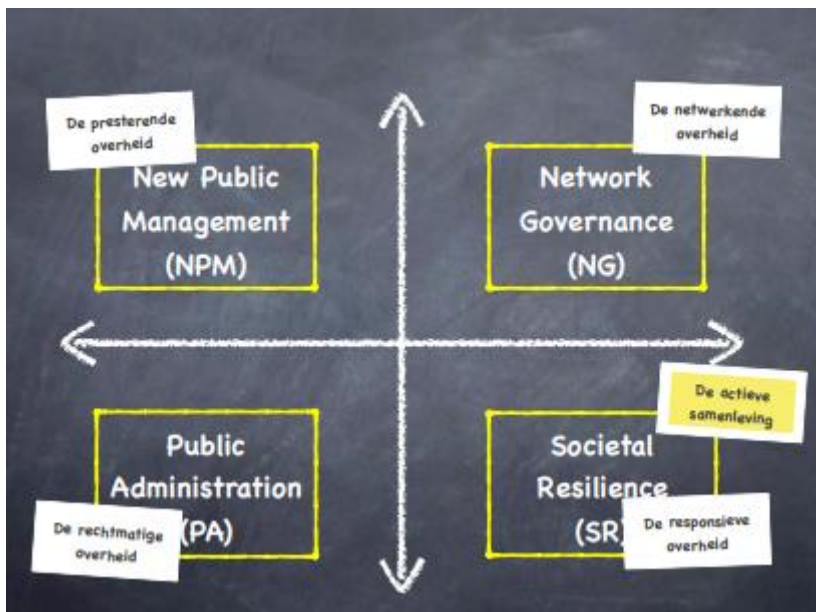 De presterende
overheid
New Public
Management
(NPM)
De netwerkende
overheid
Network
Governance
(NG)
Public
Administration
(PA)
De rechtmatige
overheid
De actieve
samenleving
Societal
Resilience
(SR)
De responsieve
overheid